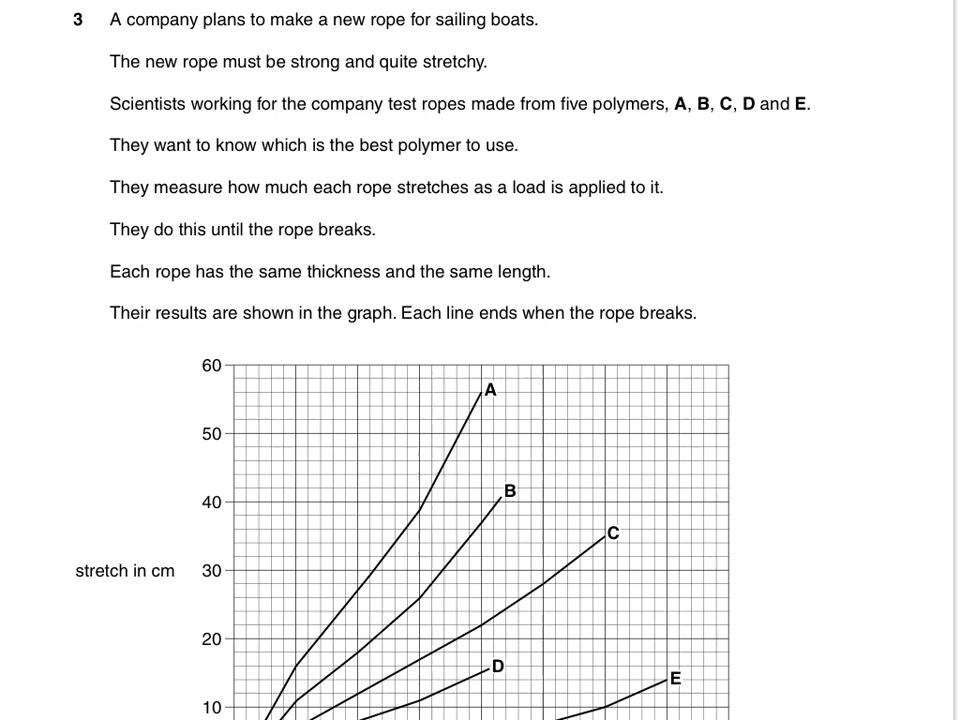 3 A company plans to make a new rope for sailing boats.
The new rope must be strong and quite stretchy.
Scientists working for the company test ropes made from five polymers, A, B, C, D and E.
They want to know which is the best polymer to use.
They measure how much each rope stretches as a load is applied to it.
They do this until the rope breaks.
Each rope has the same thickness and the same length.
Their results are shown in the graph. Each line ends when the rope breaks.
60
A
50
B
40
C
stretch in cm 30
20
D
E
10